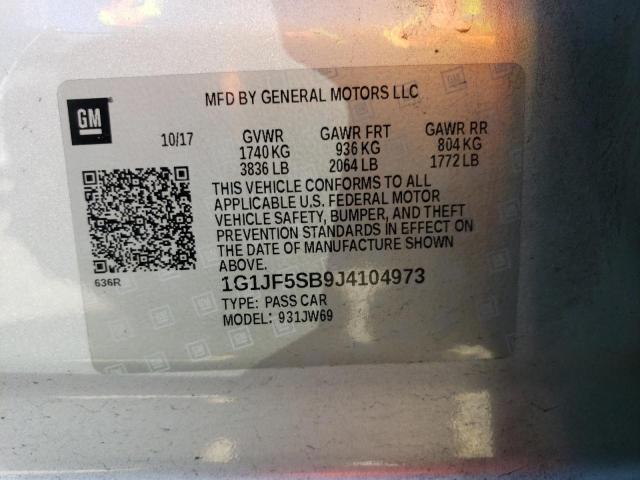 GM
MFD BY GENERAL MOTORS LLC
10/17 GVWR GAWR FRT GAWR RR
1740 KG 936 KG 804 KG
3836 LB 2064 LB 1772 LB
THIS VEHICLE CONFORMS TO ALL
APPLICABLE U.S. FEDERAL MOTOR
VEHICLE SAFETY, BUMPER, AND THEFT
PREVENTION STANDARDS IN EFFECT ON
THE DATE OF MANUFACTURE SHOWN
ABOVE.
636R
1G1JF5SB9J4104973
TYPE: PASS CAR
MODEL: 931JW69